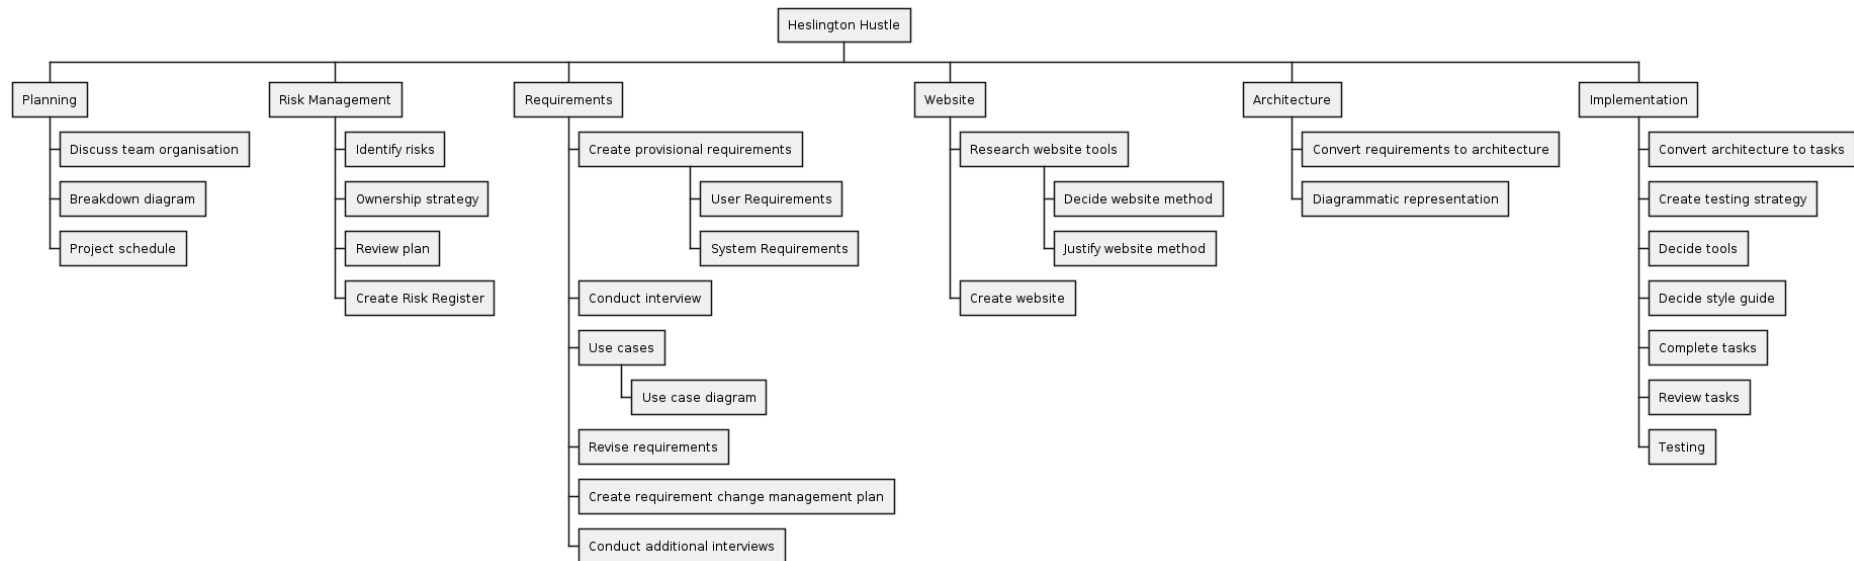 Heslington Hustle
Planning
Discuss team organisation
Breakdown diagram
Project schedule
Risk Management
Identify risks
Ownership strategy
Review plan
Create Risk Register
Requirements
Create provisional requirements
User Requirements
System Requirements
Conduct interview
Use cases
Use case diagram
Revise requirements
Create requirement change management plan
Conduct additional interviews
Website
Research website tools
Decide website method
Justify website method
Create website
Architecture
Convert requirements to architecture
Diagrammatic representation
Implementation
Convert architecture to tasks
Create testing strategy
Decide tools
Decide style guide
Complete tasks
Review tasks
Testing